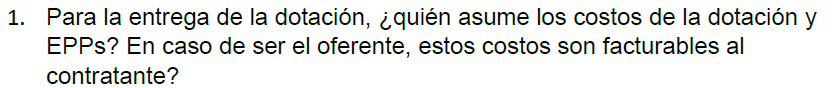 1. Para la entrega de la dotación, ¿quién asume los costos de la dotación y
EPPs? En caso de ser el oferente, estos costos son facturables al
contratante?